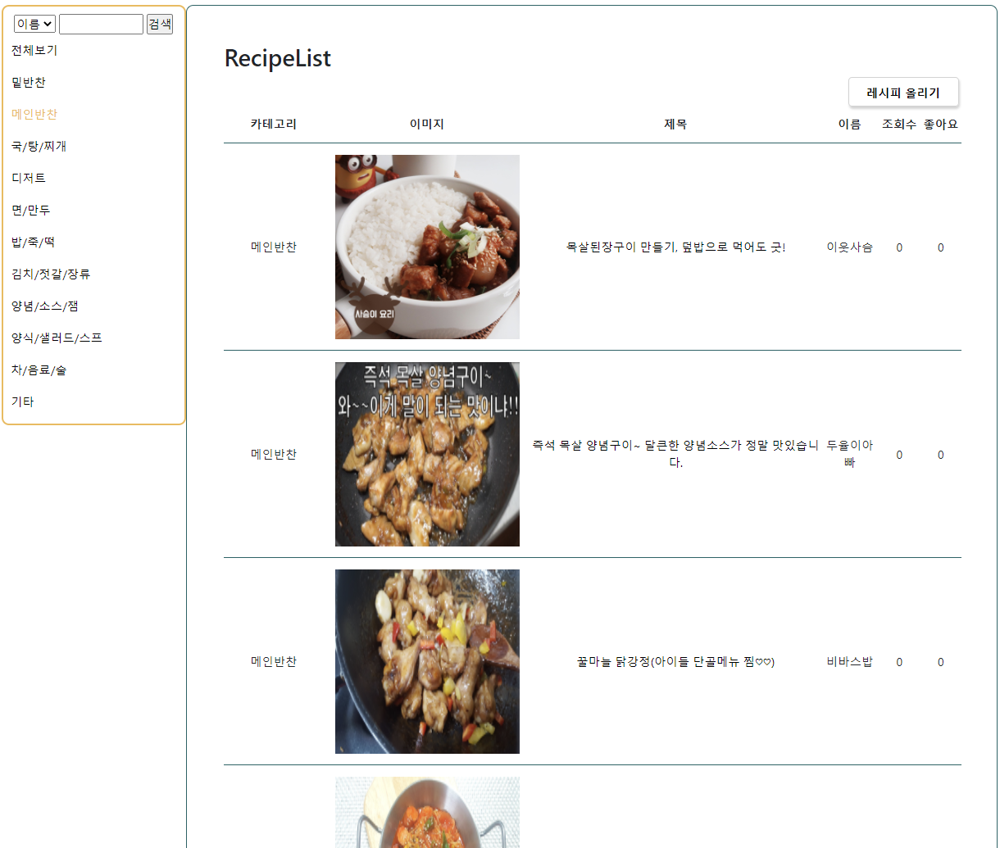 이름 검색
전체보기
밑반찬
메인반찬
국/탕/찌개
디저트
면/만두
밥/죽/떡
김치/젓갈/장류
양념/소스/잼
양식/샐러드/스프
차/음료/술
기타
RecipeList
레시피 올리기
카테고리 이미지 제목 이름 조회수 좋아요
메인반찬 목살된장구이 만들기, 덮밥으로 먹어도 굿! 이웃사슴 0 0
사슴이 요리
즉석 목살 양념구이~
와~~이게 말이 되는 맛이냐!!
메인반찬 즉석 목살 양념구이~ 달큰한 양념소스가 정말 맛있습니 두율이아 0 0
다. 빠
메인반찬 꿀마늘 닭강정(아이들 단골메뉴 찜♡♡) 비바스밥 0 0